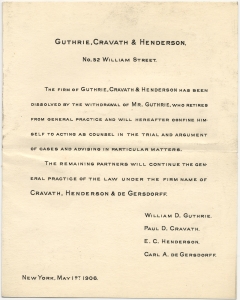 GUTHRIE, CRAVATH & HENDERSON,
No. 52 WILLIAM STREET.
THE FIRM OF GUTHRIE, CRAVATH & HENDERSON HAS BEEN
DISSOLVED BY THE WITHDRAWAL OF MR. GUTHRIE, WHO RETIRES
FROM GENERAL PRACTICE AND WILL HEREAFTER CONFINE HIM-
SELF TO ACTING AS COUNSEL IN THE TRIAL AND ARGUMENT
OF CASES AND ADVISING IN PARTICULAR MATTERS.
THE REMAINING PARTNERS WILL CONTINUE THE GEN-
ERAL PRACTICE OF THE LAW UNDER THE FIRM NAME OF
CRAVATH, HENDERSON & DE GERSDORFF.
WILLIAM D. GUTHRIE.
PAUL D. CRAVATH.
E. C. HENDERSON.
CARL A. DE GERSDORFF.
NEW YORK, MAY 1ST 1906.